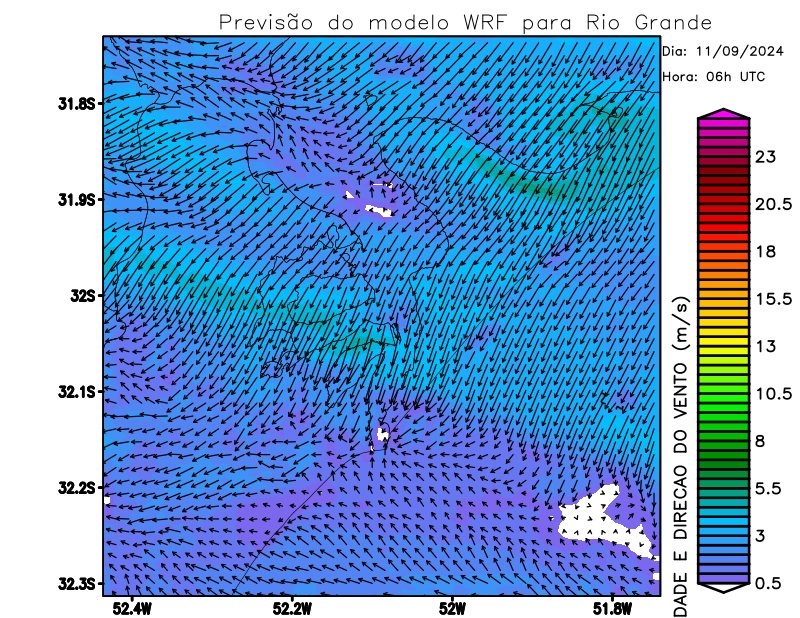 Previsão do modelo WRF para Rio Grande
Dia: 11/09/2024
Hora: 06h UTC
31.8S
31.9S
32S
32.1S
32.2S
32.3S
52.4W
52.2W
52W
51.8W
23
20.5
18
15.5
13
10.5
8
5.5
3
0.5
DADE E DIRECAO DO VENTO (m/s)